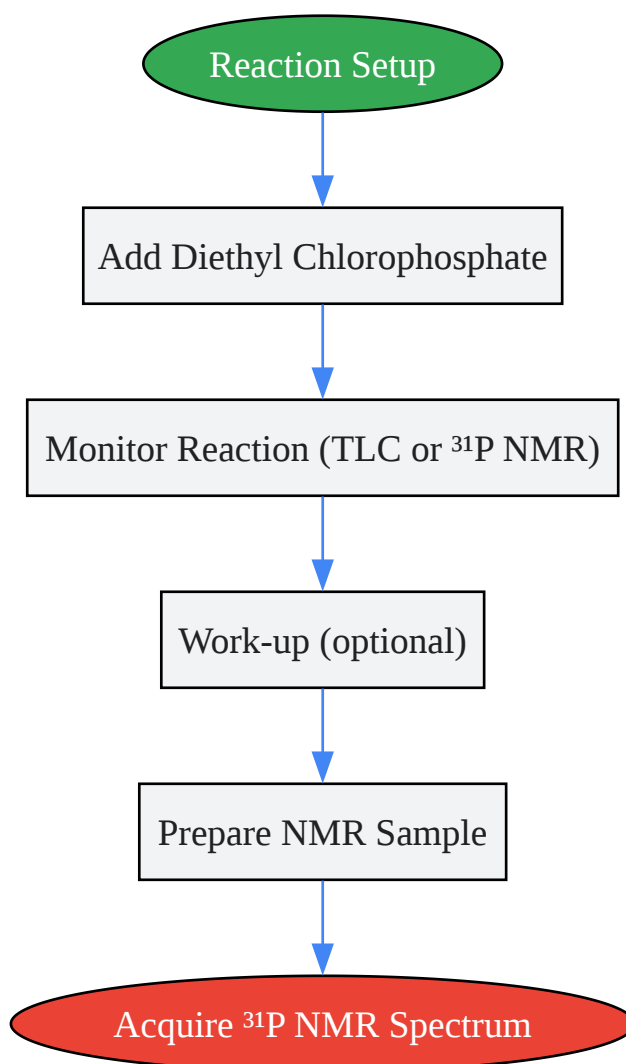 Reaction Setup
Add Diethyl Chlorophosphate
Monitor Reaction (TLC or ³¹P NMR)
Work-up (optional)
Prepare NMR Sample
Acquire ³¹P NMR Spectrum